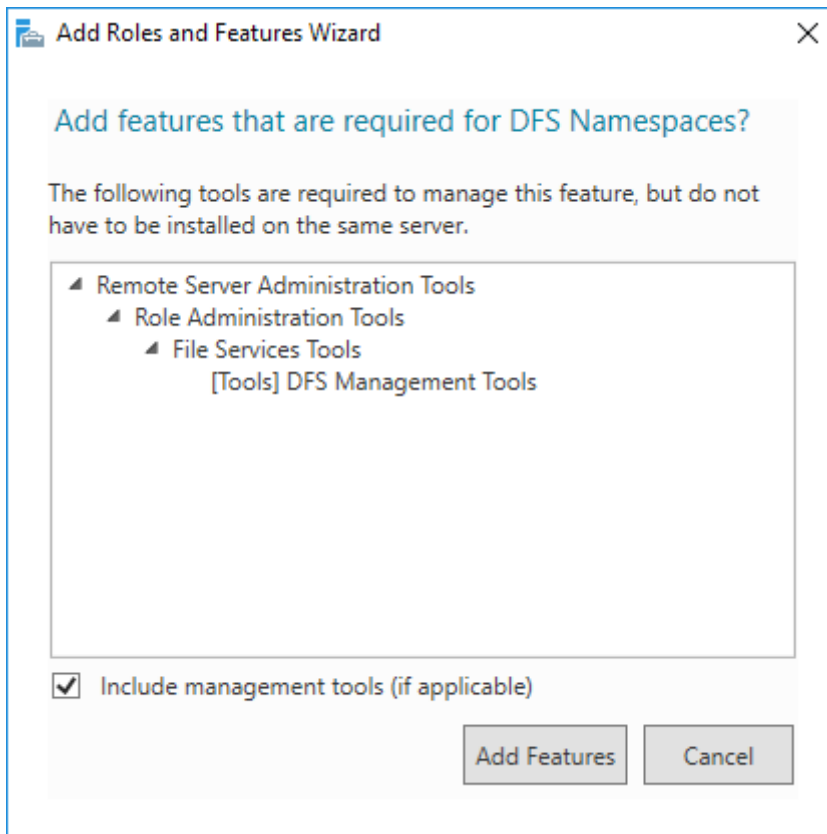 Add Roles and Features Wizard
Add features that are required for DFS Namespaces?
The following tools are required to manage this feature, but do not
have to be installed on the same server.
Remote Server Administration Tools
Role Administration Tools
File Services Tools
[Tools] DFS Management Tools
Include management tools (if applicable)
Add Features
Cancel